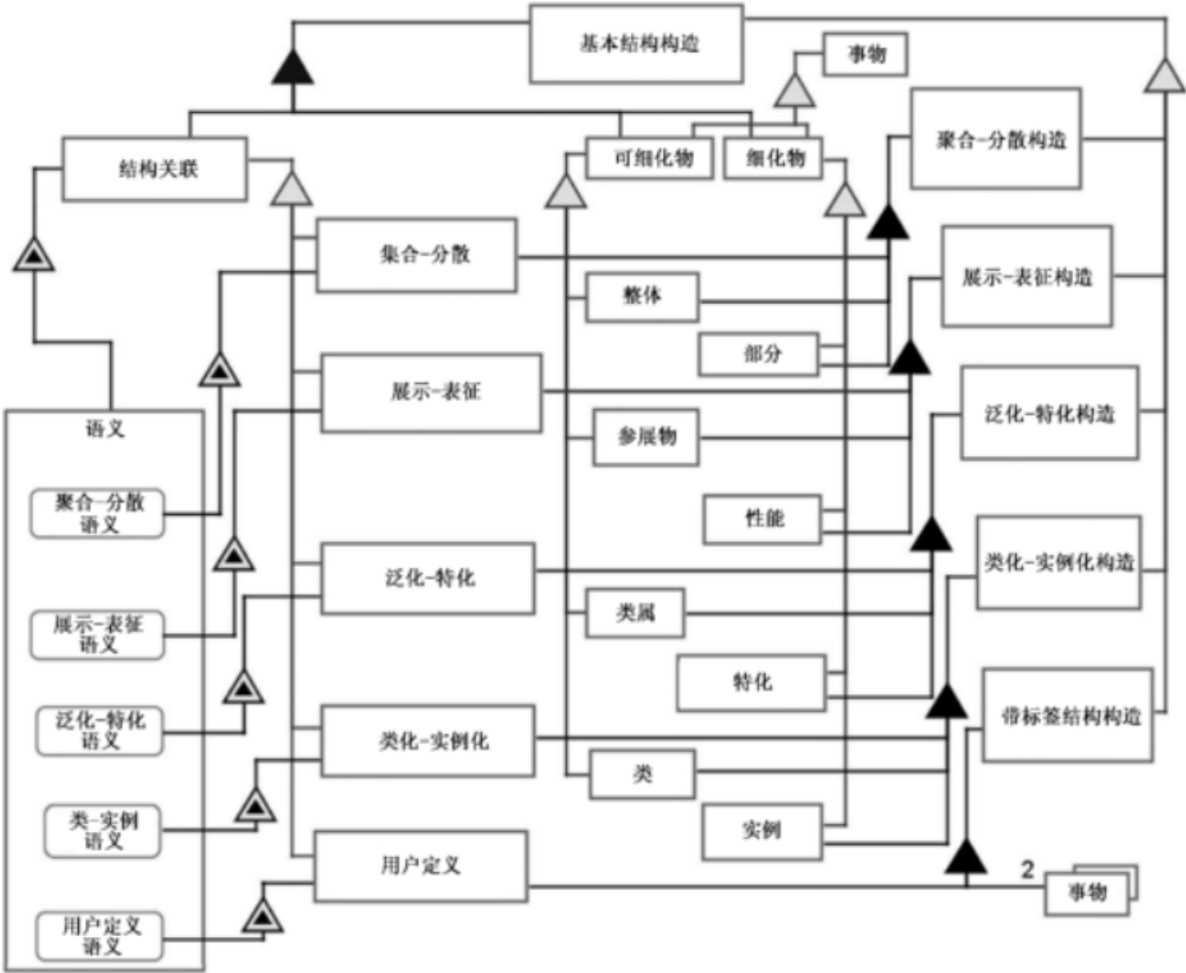 基本结构构造
事物
聚合-分散构造
结构关联
可细化物
细化物
集合-分散
展示-表征构造
整体
部分
展示-表征
泛化-特化构造
语义
参展物
聚合-分散
语义
性能
类化-实例化构造
泛化-特化
展示-表征
语义
类属
特化
带标签结构构造
泛化-特化
语义
类化-实例化
类
类-实例
语义
实例
用户定义
2
事物
用户定义
语义